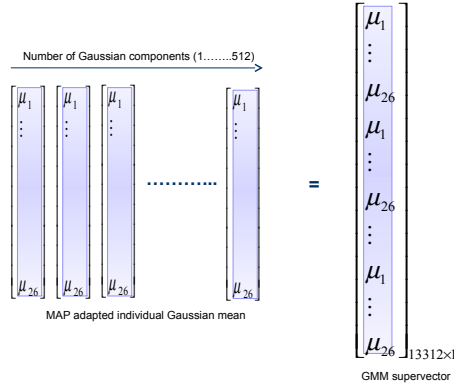 Number of Gaussian components (1……..512)
μ1 μ1 μ1 μ1
⋮ ⋮ ⋮ ⋮
...........
μ26 μ26 μ26 μ26
MAP adapted individual Gaussian mean
=
μ1
⋮
μ26
μ1
⋮
μ26
⋮
μ1
⋮
μ26
13312×1
GMM supervector